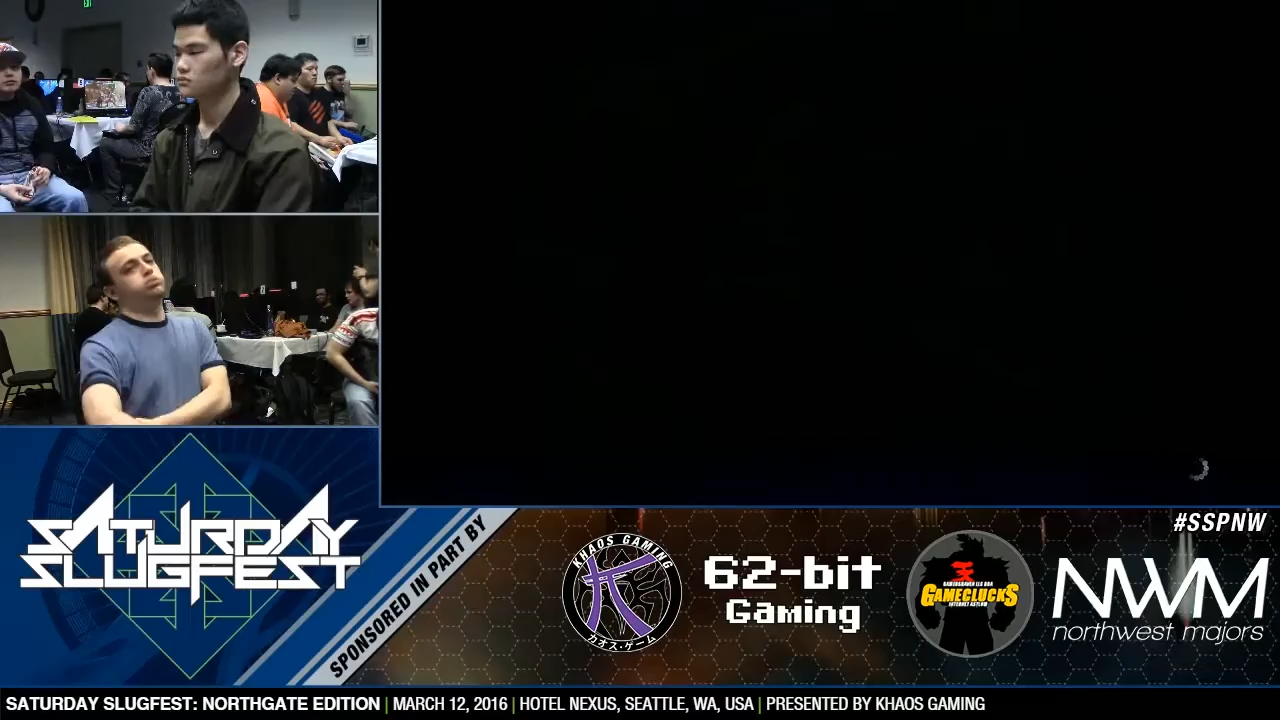 SATURDAY
SLUGFEST
SPONSORED IN PART BY
KHAOS GAMING
カオス・ゲーム
62-bit
Gaming
GAMECLUCKS
INTERNET ASYLUM
#SSPNW
NWM
northwest majors
SATURDAY SLUGFEST: NORTHGATE EDITION | MARCH 12, 2016 | HOTEL NEXUS, SEATTLE, WA, USA | PRESENTED BY KHAOS GAMING